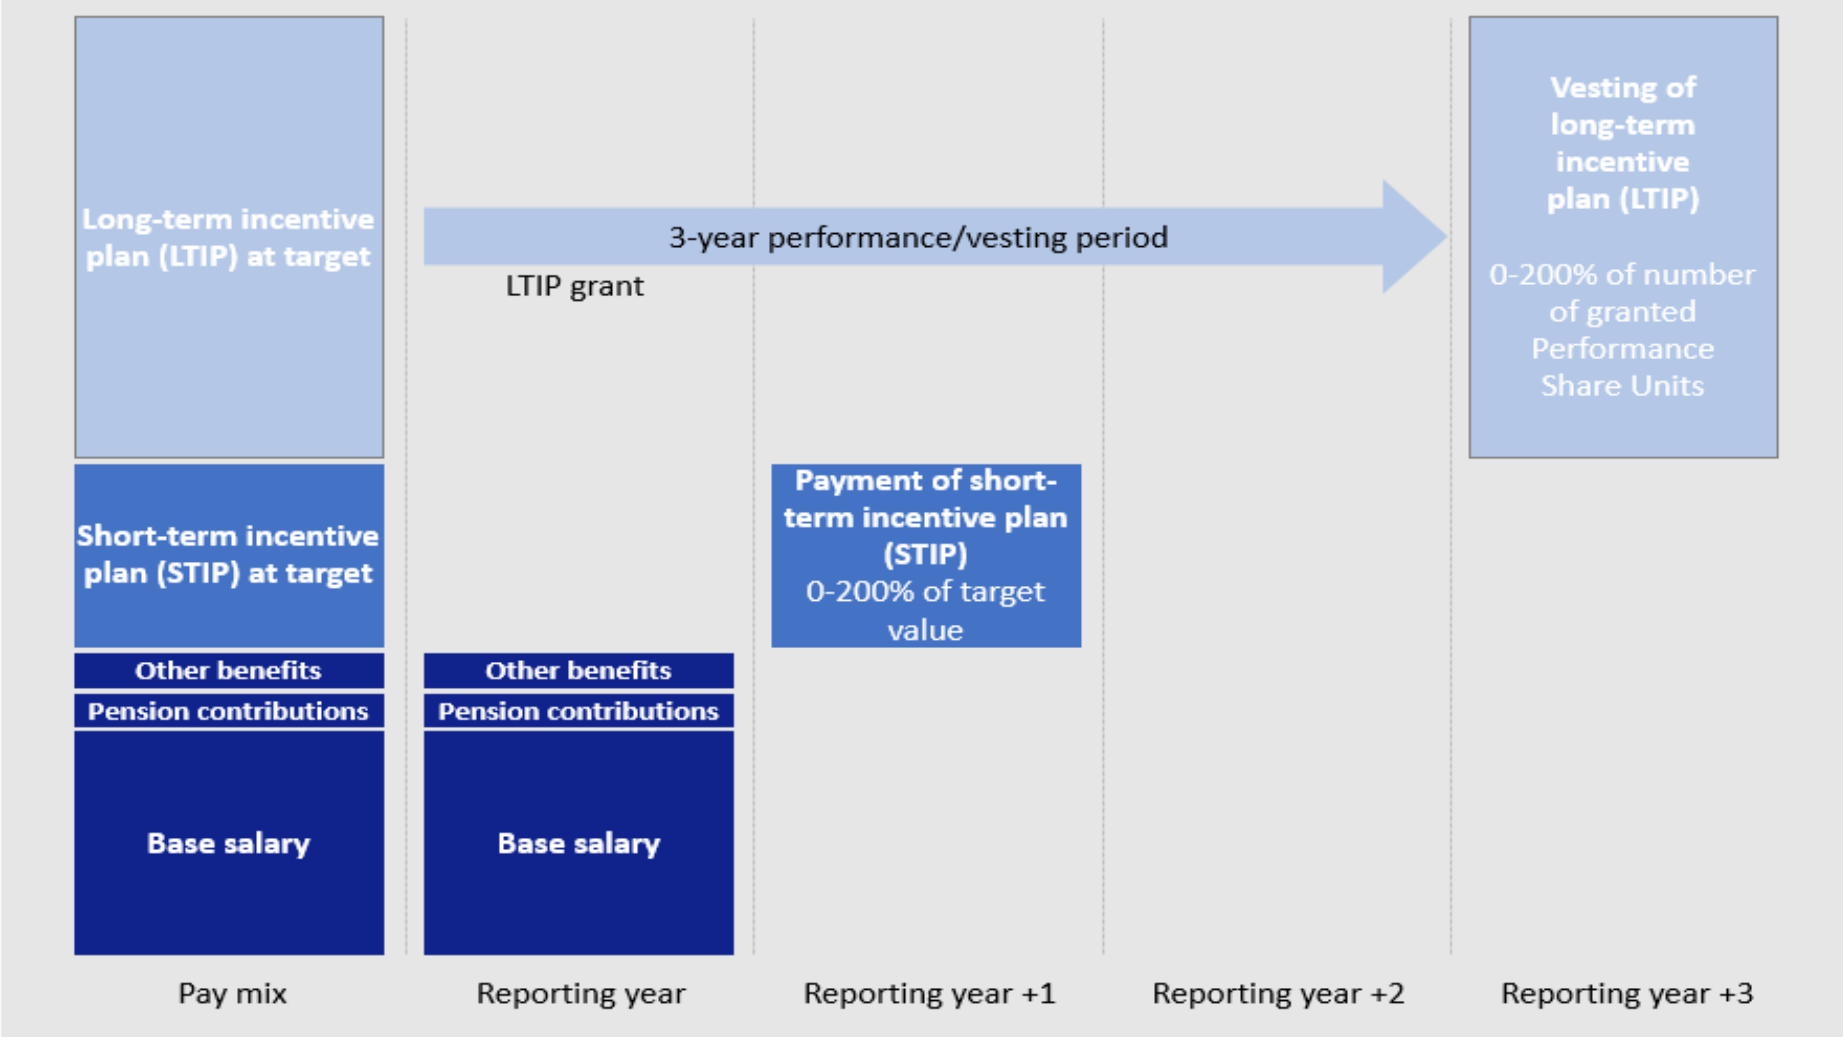 Long-term incentive
plan (LTIP) at target
Short-term incentive
plan (STIP) at target
Other benefits
Pension contributions
Base salary
Pay mix
3-year performance/vesting period
LTIP grant
Other benefits
Pension contributions
Base salary
Reporting year
Payment of short-
term incentive plan
(STIP)
0-200% of target
value
Reporting year +1
Reporting year +2
Vesting of
long-term
incentive
plan (LTIP)
0-200% of number
of granted
Performance
Share Units
Reporting year +3